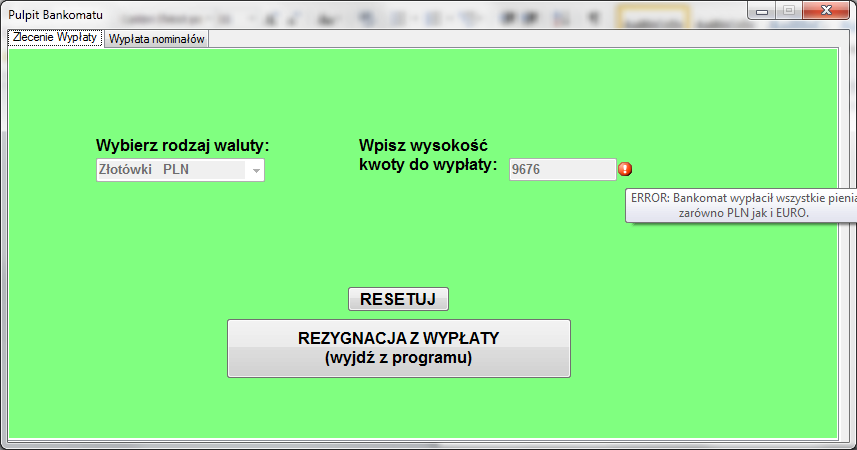 Pulpit Bankomatu
Zlecenie Wypłaty
Wypłata nominałów
Wybierz rodzaj waluty:
Wpisz wysokość
kwoty do wypłaty:
Złotówki PLN
9676
ERROR: Bankomat wypłacił wszystkie pienia
zarówno PLN jak i EURO.
RESETUJ
REZYGNACJA Z WYPŁATY
(wyjdź z programu)